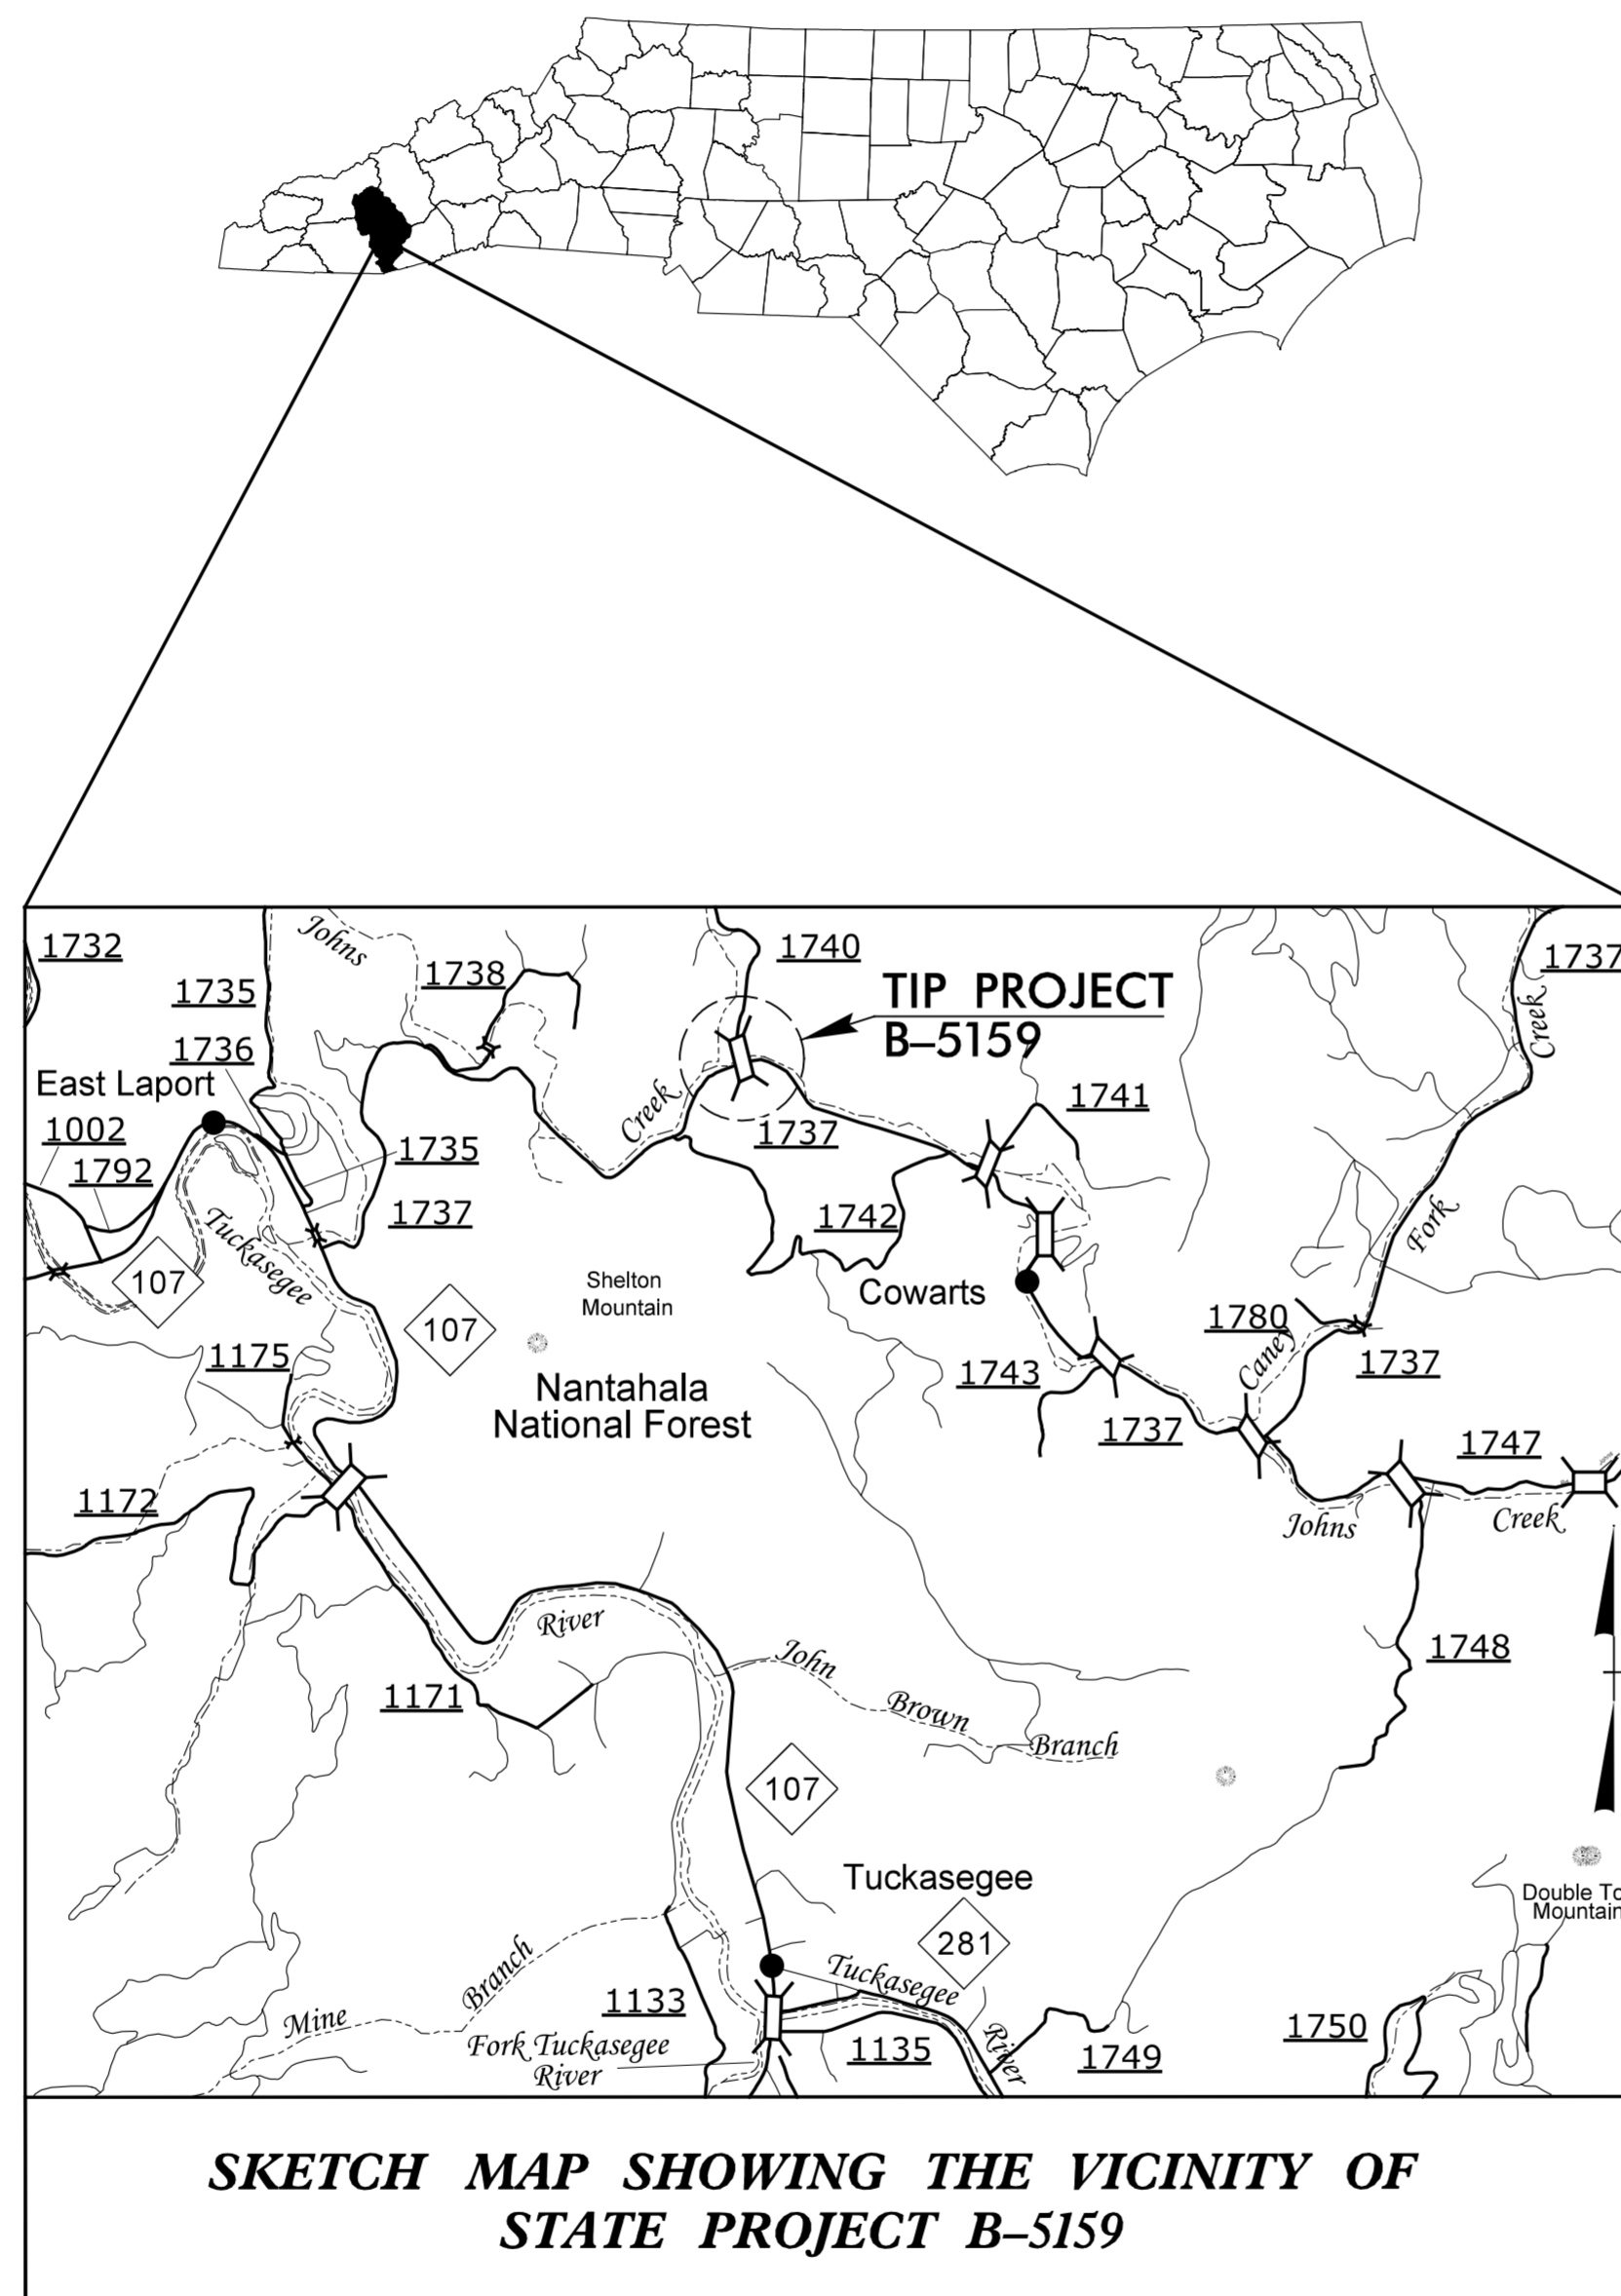 1732
Johns
1738
1740
1737
1735
TIP PROJECT
B–5159
Creek
1736
East Laport
1002
1792
Creek
1737
1741
1735
1737
1742
Fork
Tuckasegee
107
107
Shelton
Mountain
Cowarts
1780
Caney
1737
1175
1743
Nantahala
National Forest
1737
1747
1172
Johns
Creek
River
1748
1171
John
Brown
Branch
107
Tuckasegee
281
Double To
Mountain
Tuckasegee
Branch
Mine
1133
Fork Tuckasegee
River
1135
River
1749
1750
SKETCH MAP SHOWING THE VICINITY OF
STATE PROJECT B–5159